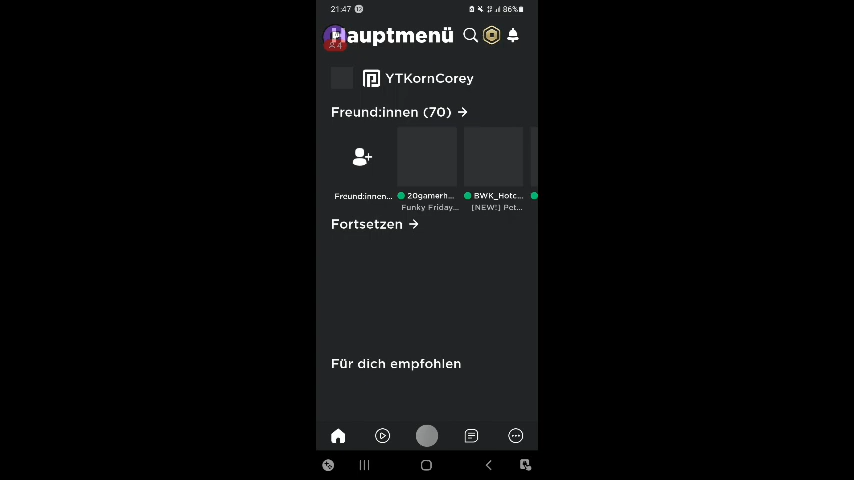 21:47
86%
Hauptmenü
4
YTKornCorey
Freund:innen (70) →
Freund:innen...
20gamerh...
BWK_Hotc...
Funky Friday...
[NEW!] Pet...
Fortsetzen →
Für dich empfohlen